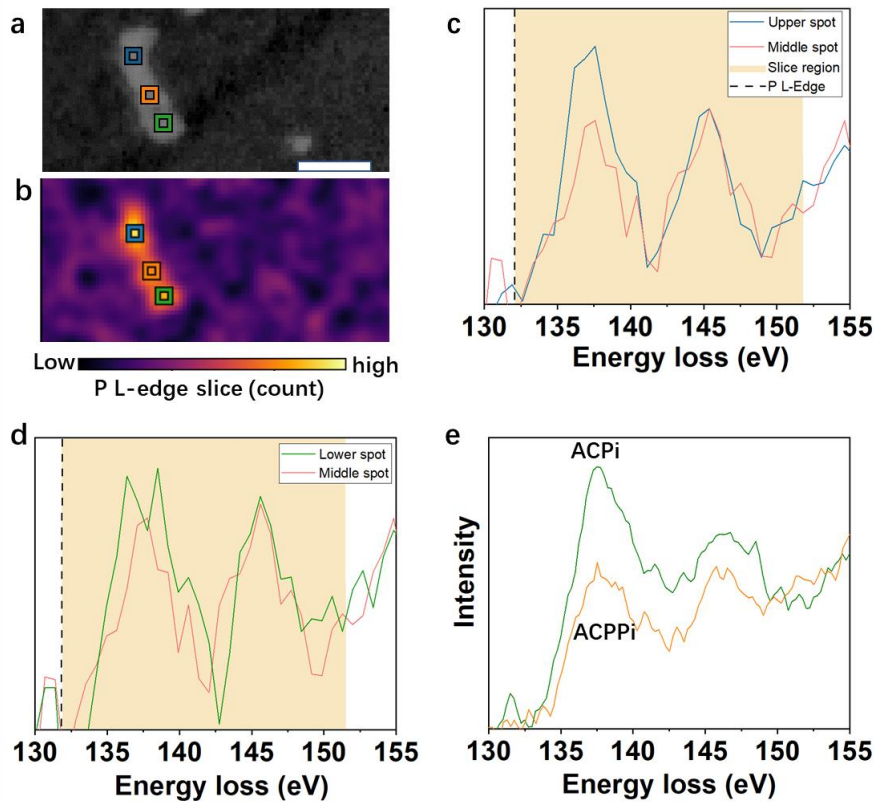 a
b
Low high
P L-edge slice (count)
c
Upper spot
Middle spot
Slice region
P L-Edge
130 135 140 145 150 155
Energy loss (eV)
d
Lower spot
Middle spot
130 135 140 145 150 155
Energy loss (eV)
e
ACPi
ACPPi
Intensity
130 135 140 145 150 155
Energy loss (eV)